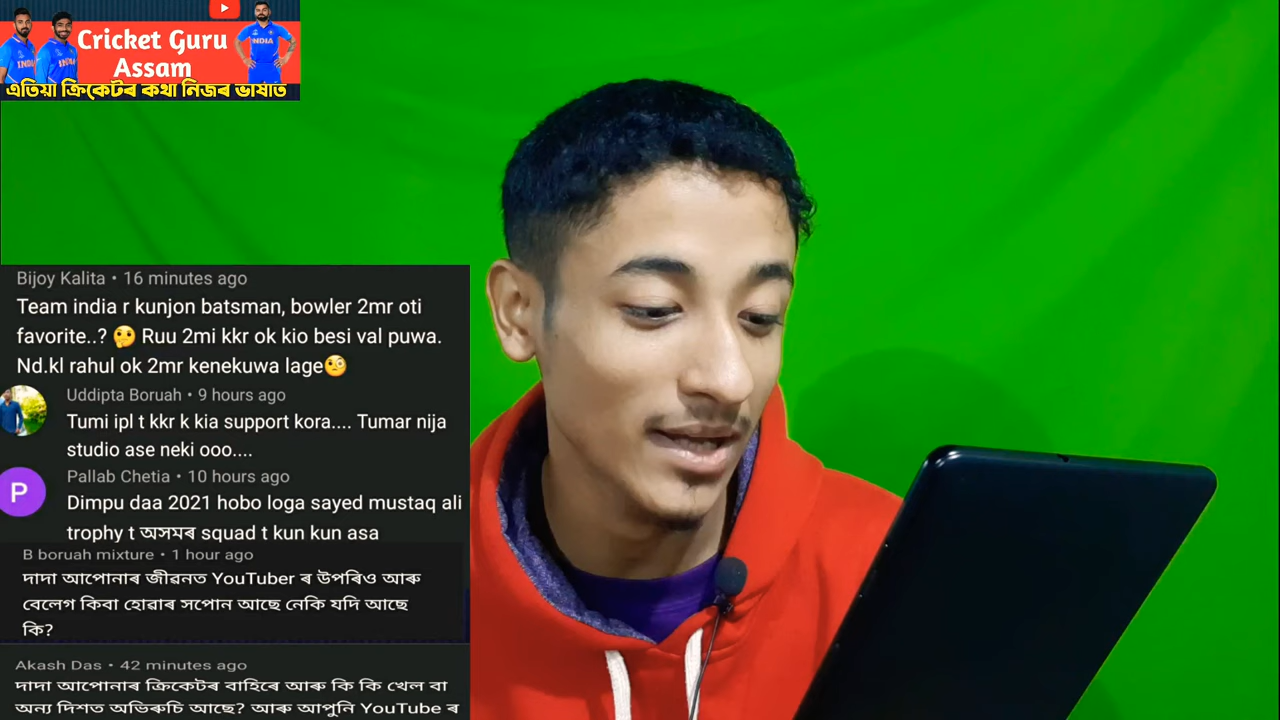 Cricket Guru
Assam
এতিয়া ক্ৰিকেটৰ কথা নিজৰ ভাষাত
Bijoy Kalita • 16 minutes ago
Team india r kunjon batsman, bowler 2mr oti
favorite..? 🤔 Ruu 2mi kkr ok kio besi val puwa.
Nd.kl rahul ok 2mr kenekuwa lage🧐
Uddipta Boruah • 9 hours ago
Tumi ipl t kkr k kia support kora.... Tumar nija
studio ase neki ooo....
P
Pallab Chetia • 10 hours ago
Dimpu daa 2021 hobo loga sayed mustaq ali
trophy t অসমৰ squad t kun kun asa
B boruah mixture • 1 hour ago
দাদা আপোনাৰ জীৱনত YouTuber ৰ উপৰিও আৰু
বেলেগ কিবা হোৱাৰ সপোন আছে নেকি যদি আছে
কি?
Akash Das • 42 minutes ago
দাদা আপোনাৰ ক্ৰিকেটৰ বাহিৰে আৰু কি কি খেল বা
অন্য দিশত অভিৰুচি আছে? আৰু আপুনি YouTube ৰ